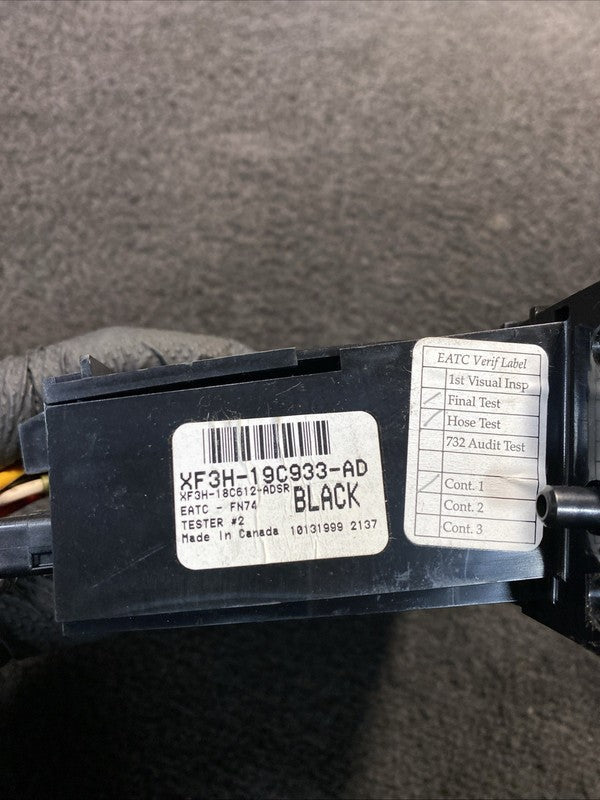 XF3H-19C933-AD
XF3H-18C612-ADSR
BLACK
EATC - FN74
TESTER #2
Made In Canada 10131999 2137
EATC Verif Label
1st Visual Insp
Final Test
Hose Test
732 Audit Test
Cont. 1
Cont. 2
Cont. 3